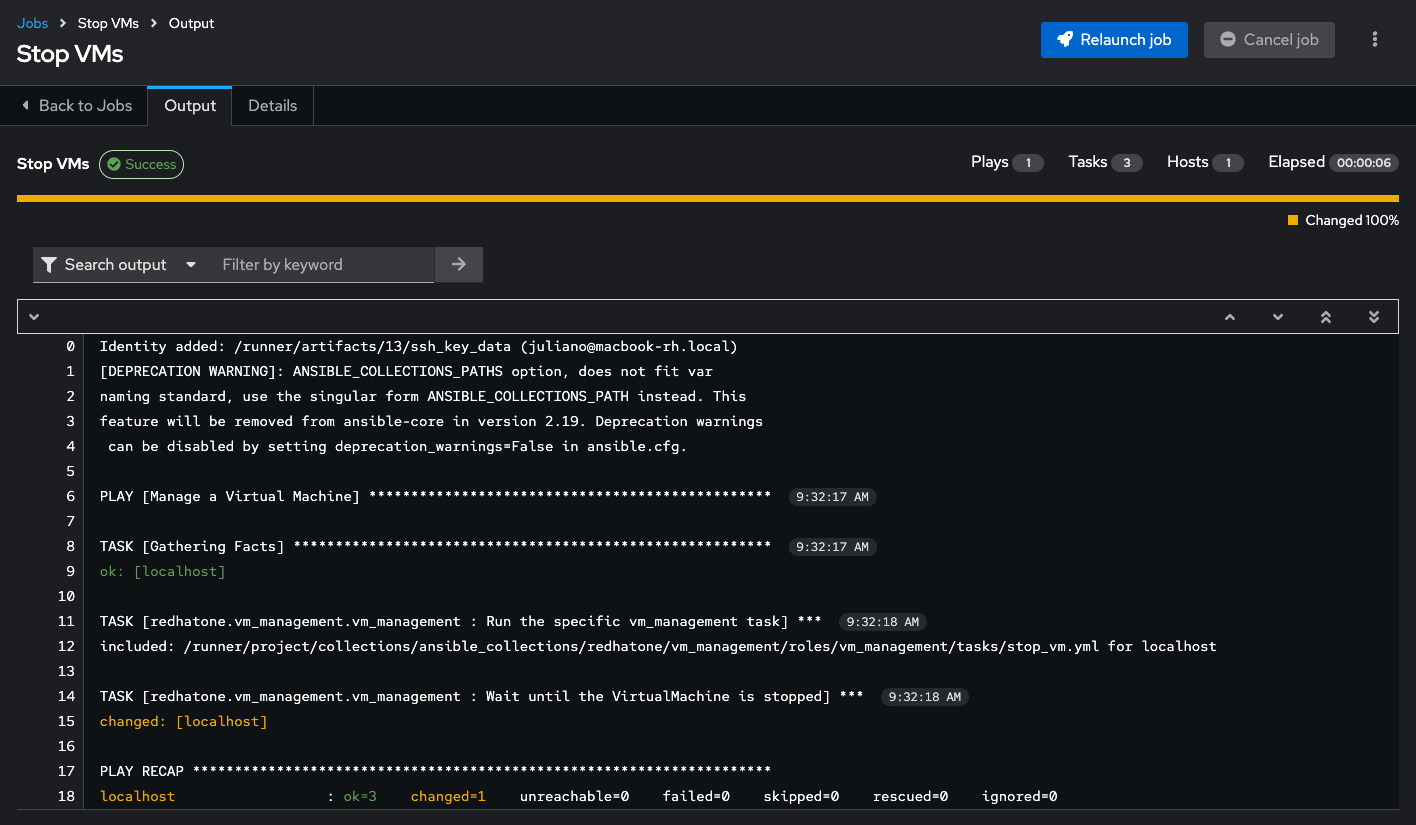 Jobs > Stop VMs > Output
Stop VMs
Relaunch job
Cancel job
Back to Jobs
Output
Details
Stop VMs
Success
Plays 1
Tasks 3
Hosts 1
Elapsed 00:00:06
Changed 100%
Search output
Filter by keyword
0 Identity added: /runner/artifacts/13/ssh_key_data (juliano@macbook-rh.local)
1 [DEPRECATION WARNING]: ANSIBLE_COLLECTIONS_PATHS option, does not fit var
2 naming standard, use the singular form ANSIBLE_COLLECTIONS_PATH instead. This
3 feature will be removed from ansible-core in version 2.19. Deprecation warnings
4  can be disabled by setting deprecation_warnings=False in ansible.cfg.
5
6 PLAY [Manage a Virtual Machine] ************************************************ 9:32:17 AM
7
8 TASK [Gathering Facts] ********************************************************* 9:32:17 AM
9 ok: [localhost]
10
11 TASK [redhatone.vm_management.vm_management : Run the specific vm_management task] *** 9:32:18 AM
12 included: /runner/project/collections/ansible_collections/redhatone/vm_management/roles/vm_management/tasks/stop_vm.yml for localhost
13
14 TASK [redhatone.vm_management.vm_management : Wait until the VirtualMachine is stopped] *** 9:32:18 AM
15 changed: [localhost]
16
17 PLAY RECAP *********************************************************************
18 localhost                  : ok=3    changed=1    unreachable=0    failed=0    skipped=0    rescued=0    ignored=0